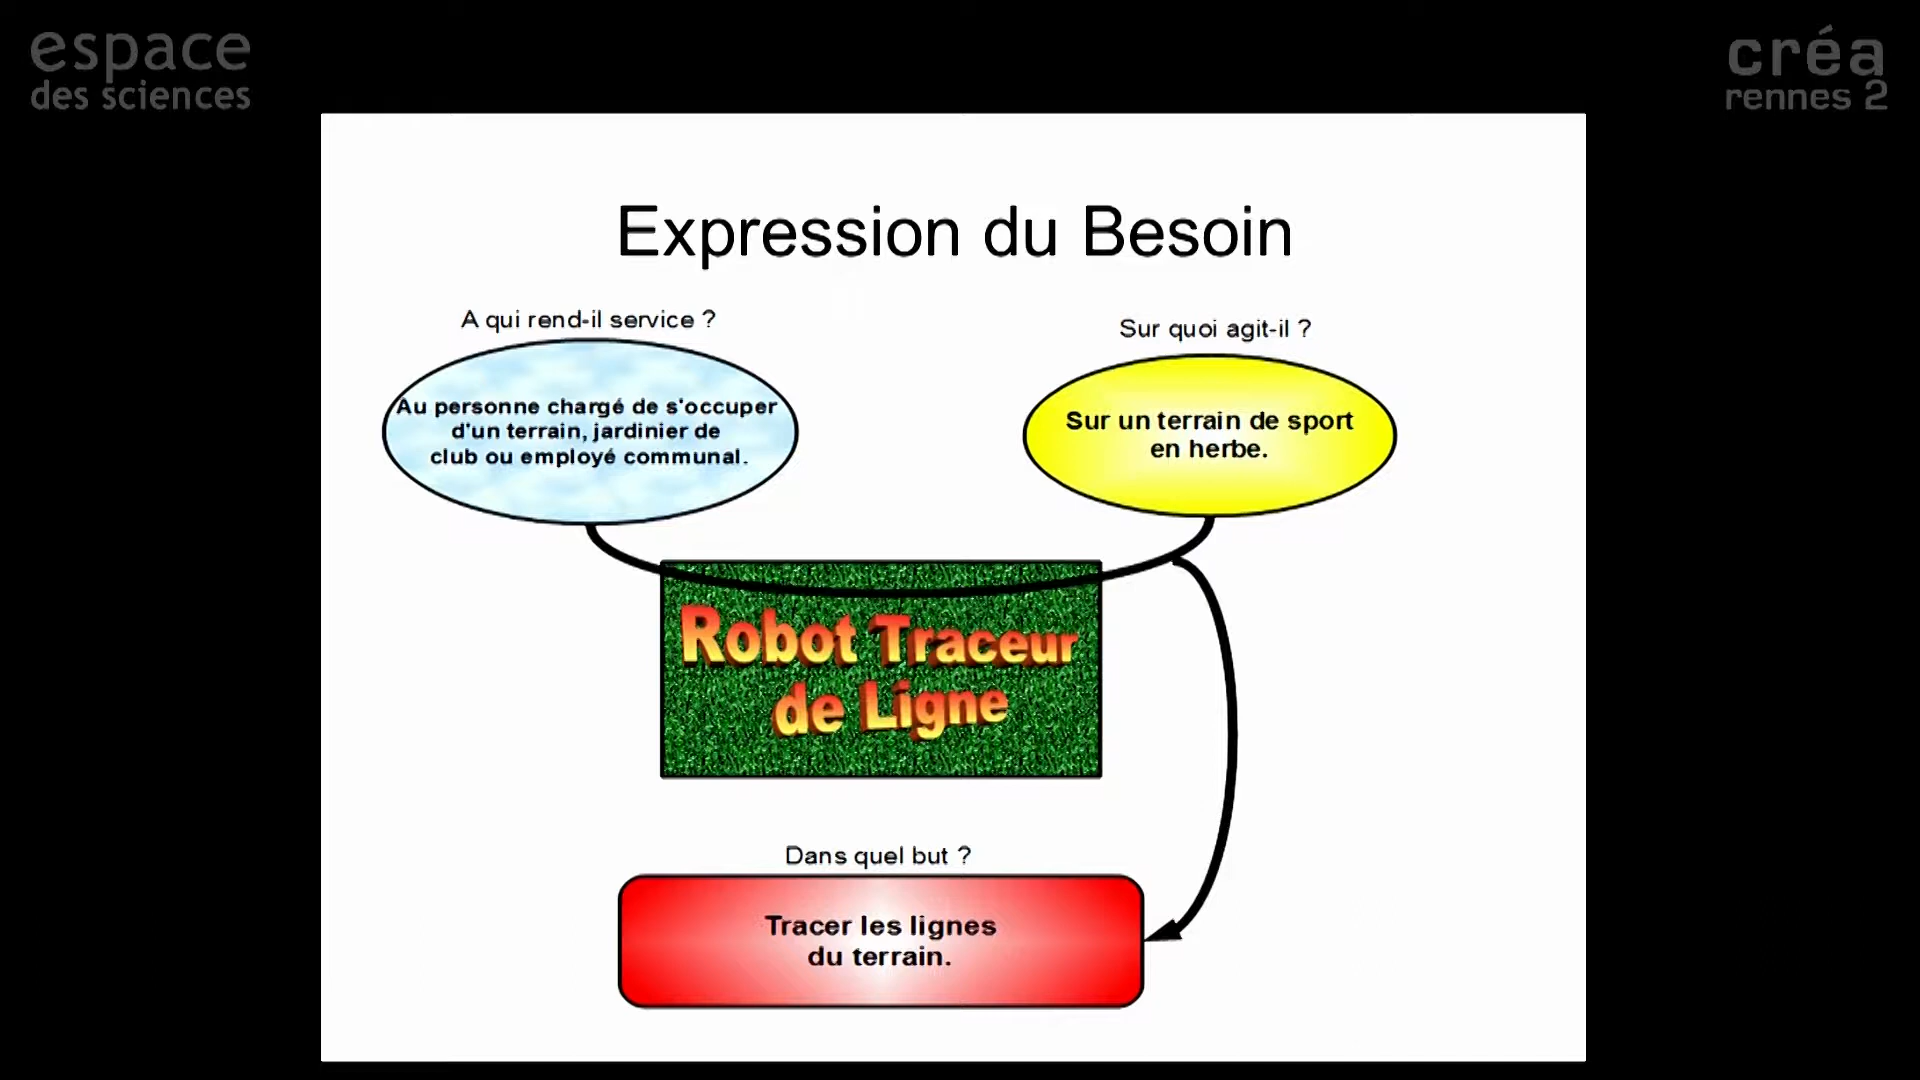 espace
des sciences
créa
rennes 2
Expression du Besoin
A qui rend-il service ?
Au personne chargé de s'occuper
d'un terrain, jardinier de
club ou employé communal.
Sur quoi agit-il ?
Sur un terrain de sport
en herbe.
Robot Traceur
de Ligne
Dans quel but ?
Tracer les lignes
du terrain.